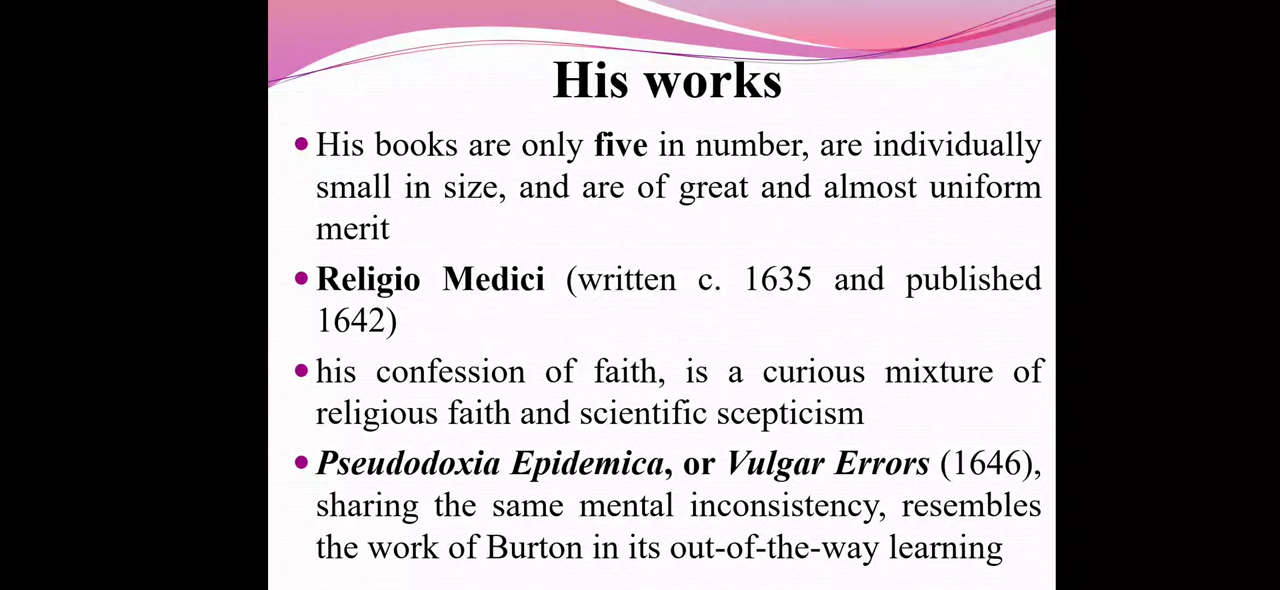 His works
• His books are only five in number, are individually
small in size, and are of great and almost uniform
merit
• Religio Medici (written c. 1635 and published
1642)
• his confession of faith, is a curious mixture of
religious faith and scientific scepticism
• Pseudodoxia Epidemica, or Vulgar Errors (1646),
sharing the same mental inconsistency, resembles
the work of Burton in its out-of-the-way learning